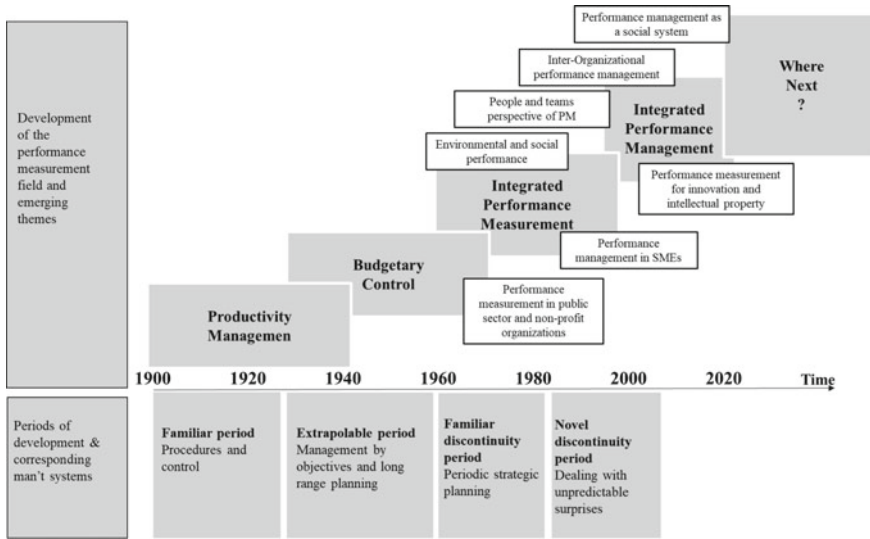 Performance management as
a social system
Inter-Organizational
performance management
People and teams
perspective of PM
Environmental and social
performance
Where
Next
?
Integrated
Performance
Management
Development
of the
performance
measurement
field and
emerging
themes
Integrated
Performance
Measurement
Performance measurement
for innovation and
intellectual property
Performance
management in SMEs
Budgetary
Control
Performance
measurement in public
sector and non-profit
organizations
Productivity
Managemen
1900 1920 1940 1960 1980 2000 2020 Time
Periods of
development &
corresponding
man't systems
Familiar period
Procedures and
control
Extrapolable period
Management by
objectives and long
range planning
Familiar
discontinuity
period
Periodic strategic
planning
Novel
discontinuity
period
Dealing with
unpredictable
surprises